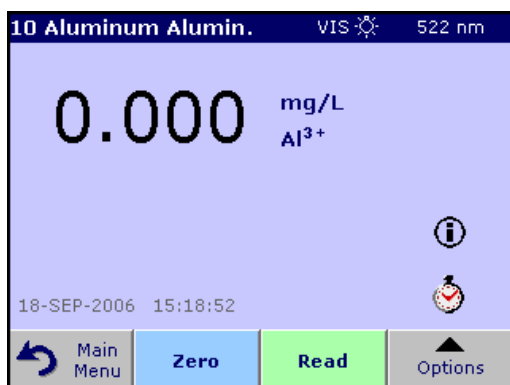 10 Aluminum Alumin. VIS 522 nm
0.000 mg/L
Al³⁺
18-SEP-2006 15:18:52
Main Menu Zero Read Options